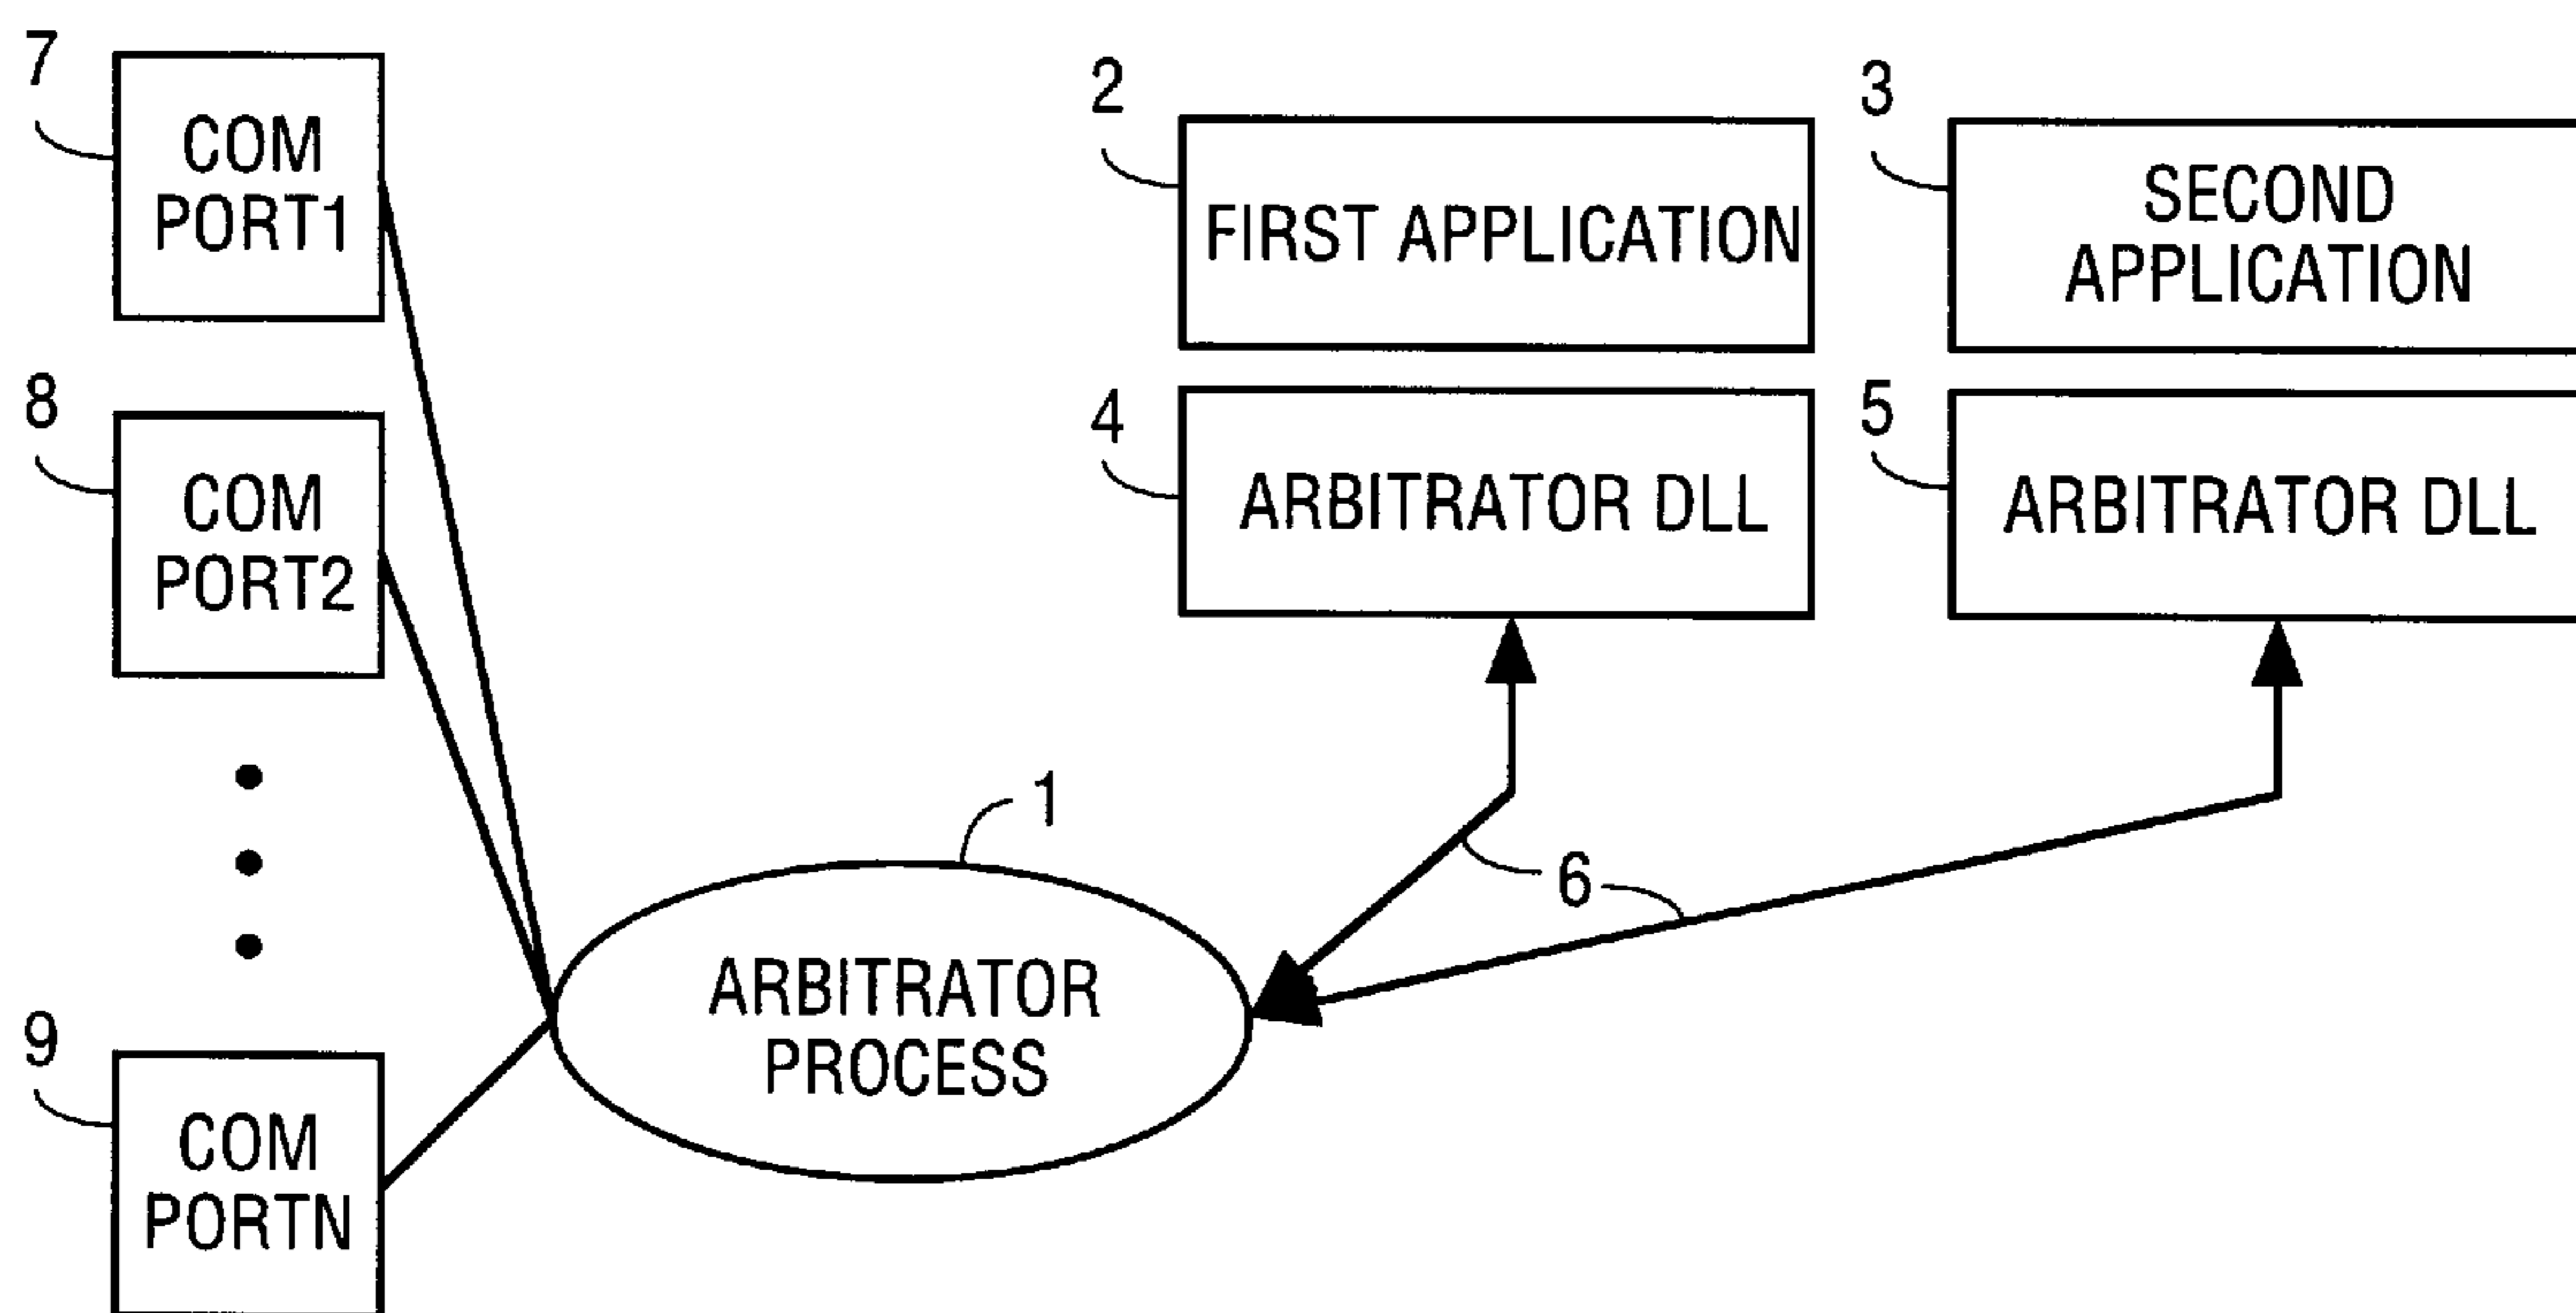 7
COM
PORT1
2
FIRST APPLICATION
3
SECOND
APPLICATION
8
COM
PORT2
4
ARBITRATOR DLL
5
ARBITRATOR DLL
1
6
ARBITRATOR
PROCESS
9
COM
PORTN